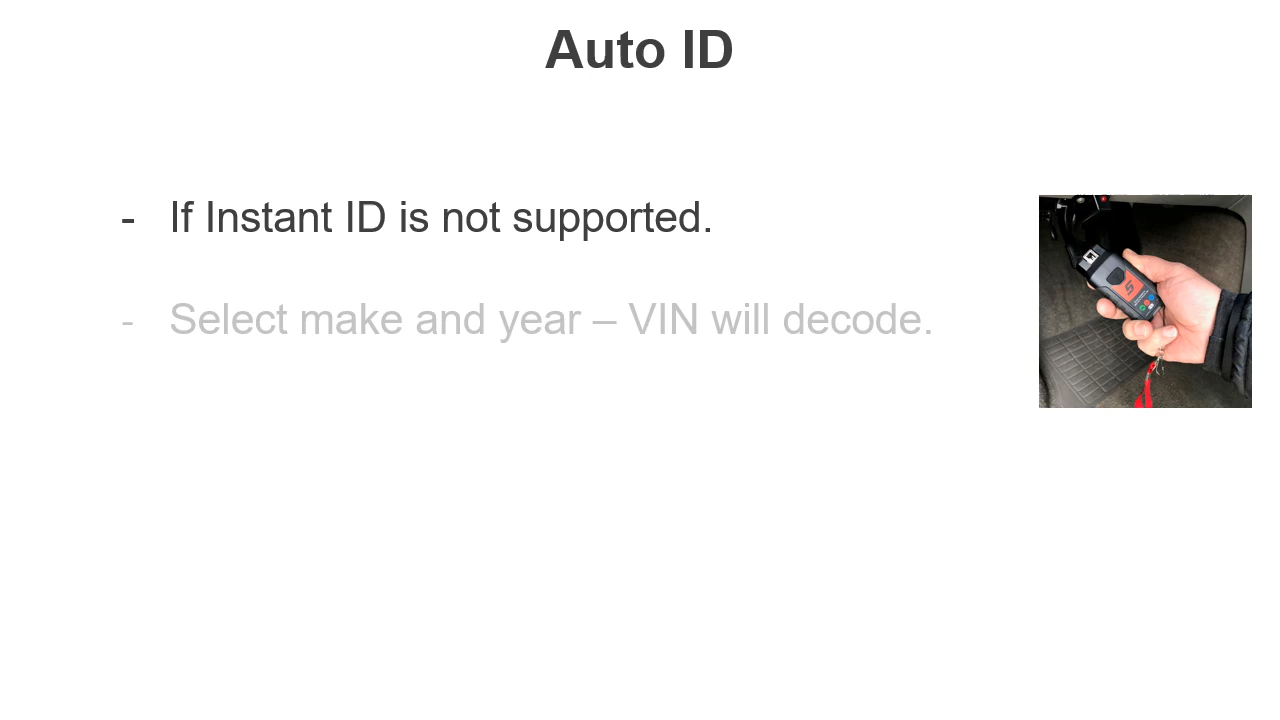 Auto ID
- If Instant ID is not supported.
- Select make and year – VIN will decode.